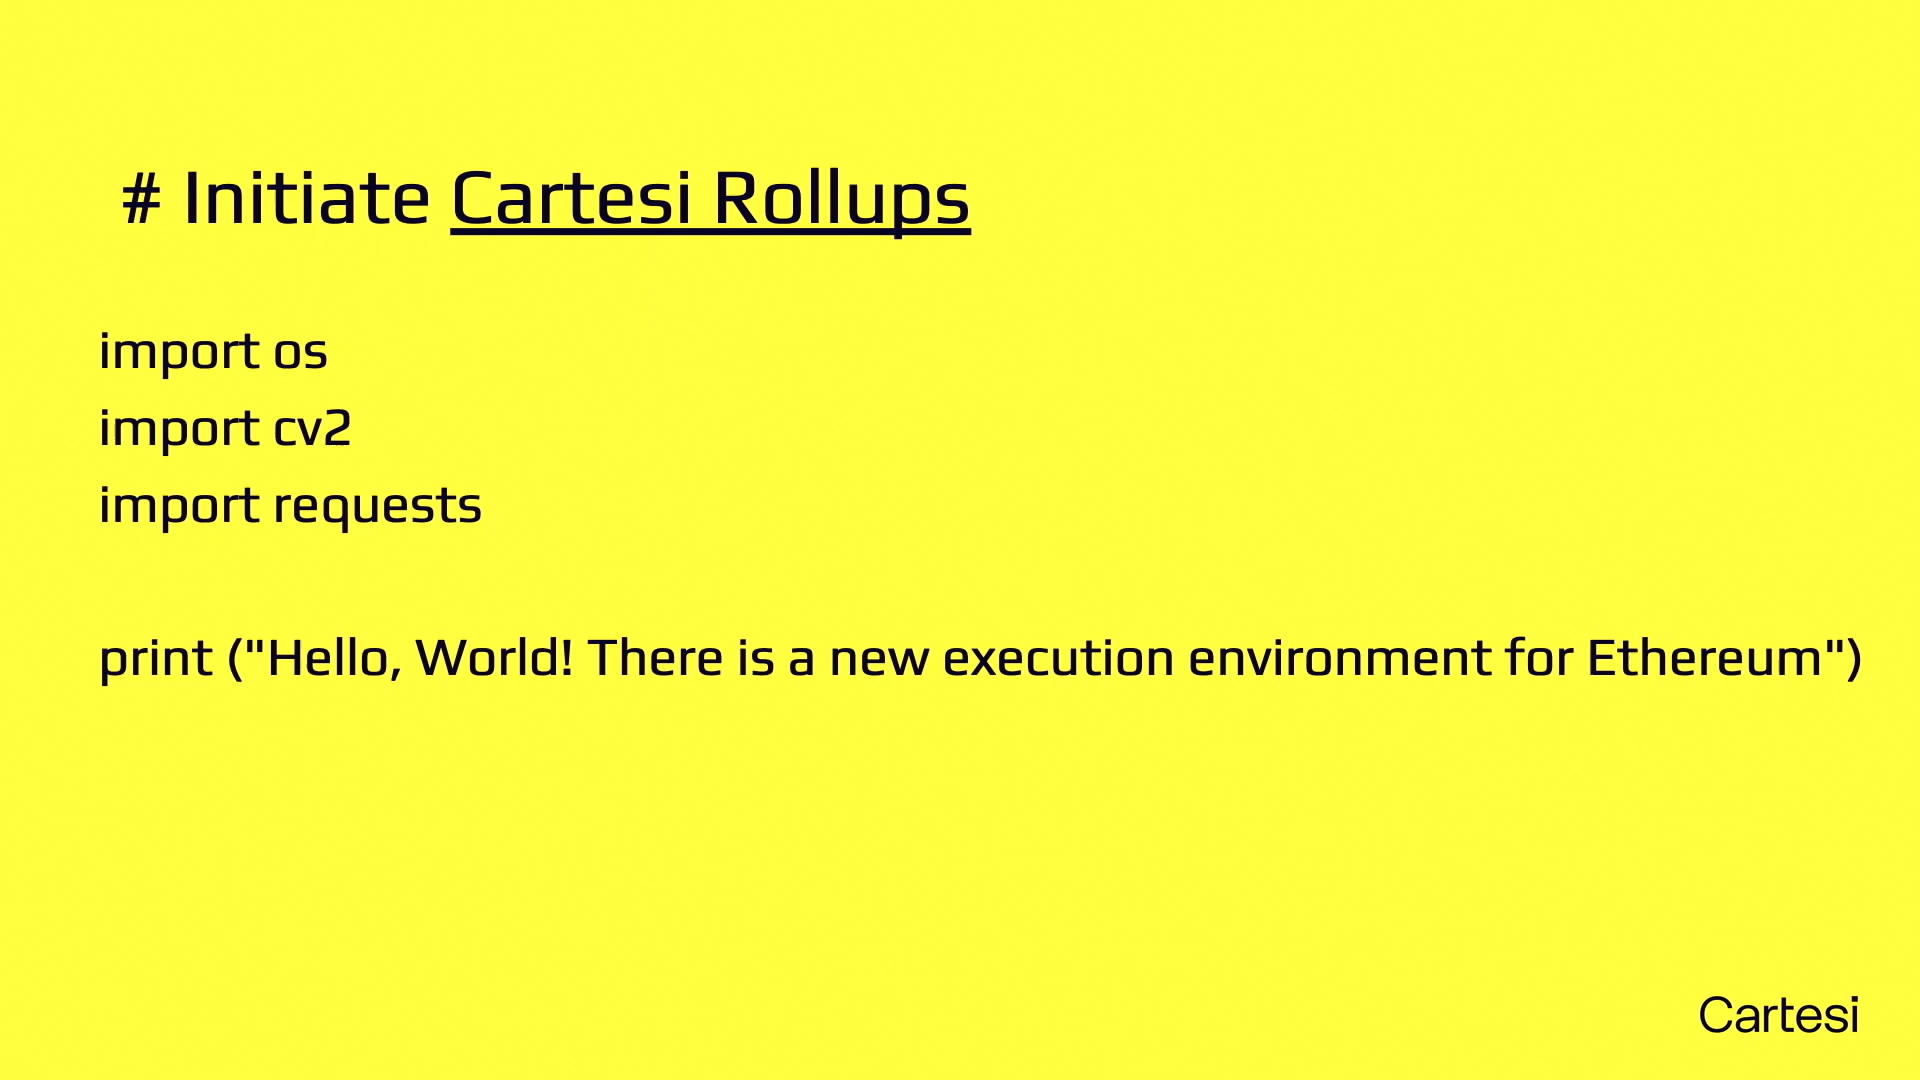 # Initiate Cartesi Rollups
import os
import cv2
import requests
print ("Hello, World! There is a new execution environment for Ethereum")
Cartesi